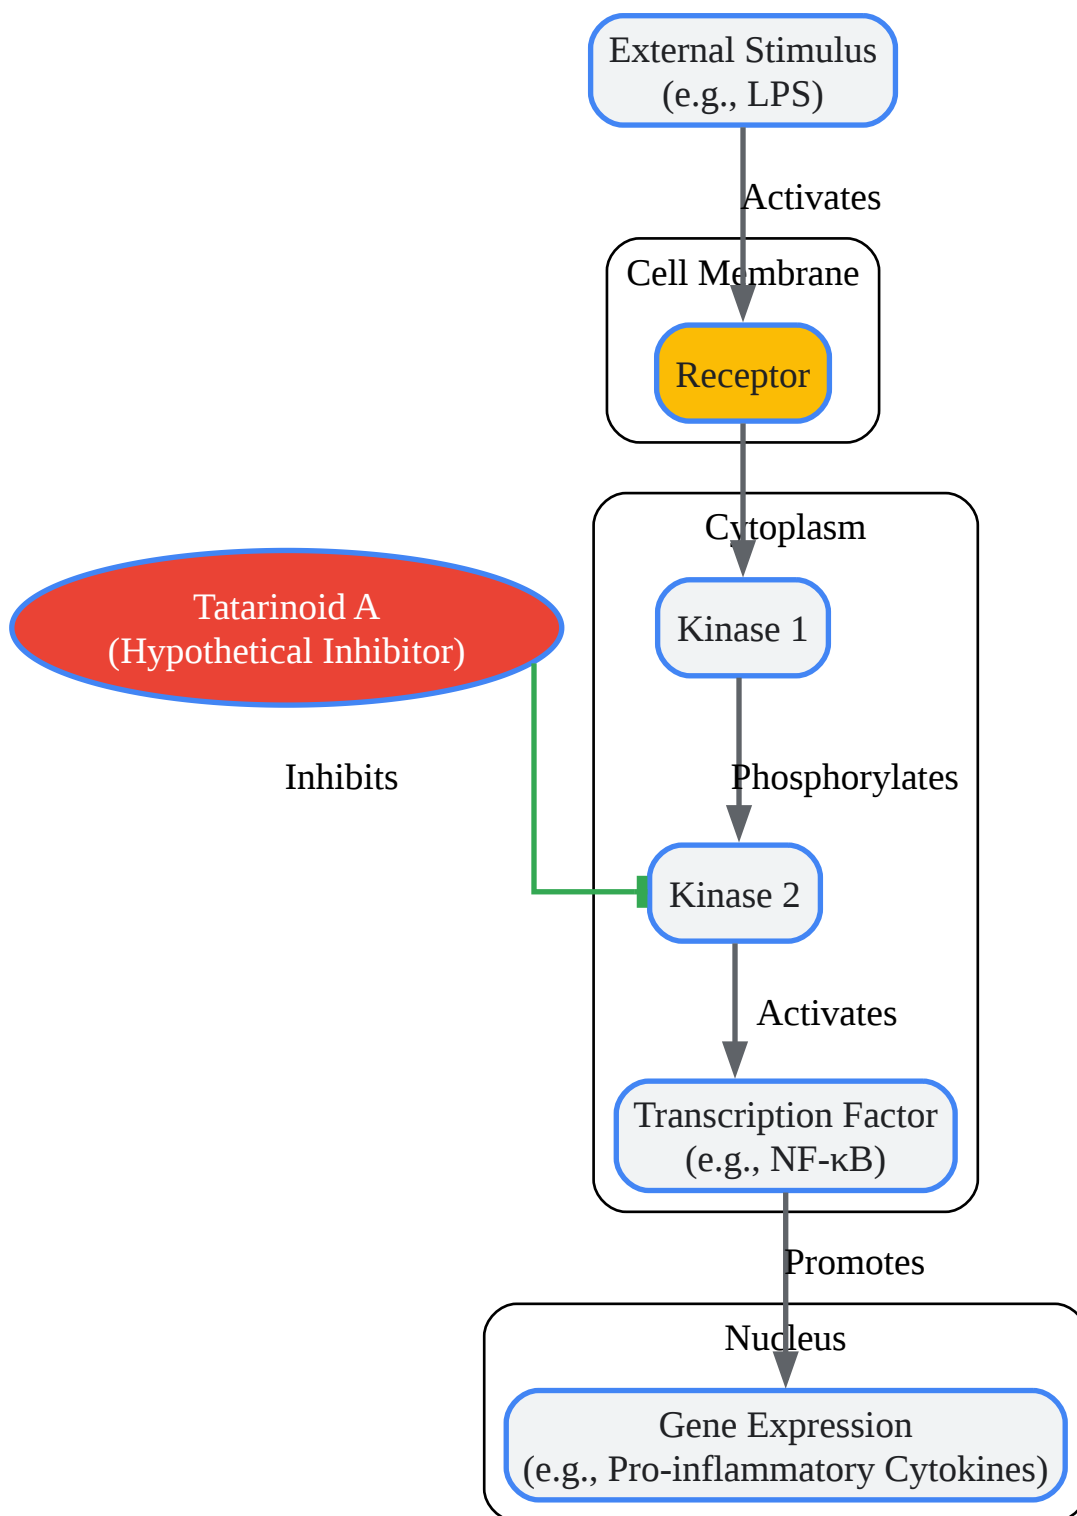 External Stimulus
(e.g., LPS)
Activates
Cell Membrane
Receptor
Cytoplasm
Tatarinoid A
(Hypothetical Inhibitor)
Kinase 1
Inhibits
Phosphorylates
Kinase 2
Activates
Transcription Factor
(e.g., NF-κB)
Promotes
Nucleus
Gene Expression
(e.g., Pro-inflammatory Cytokines)